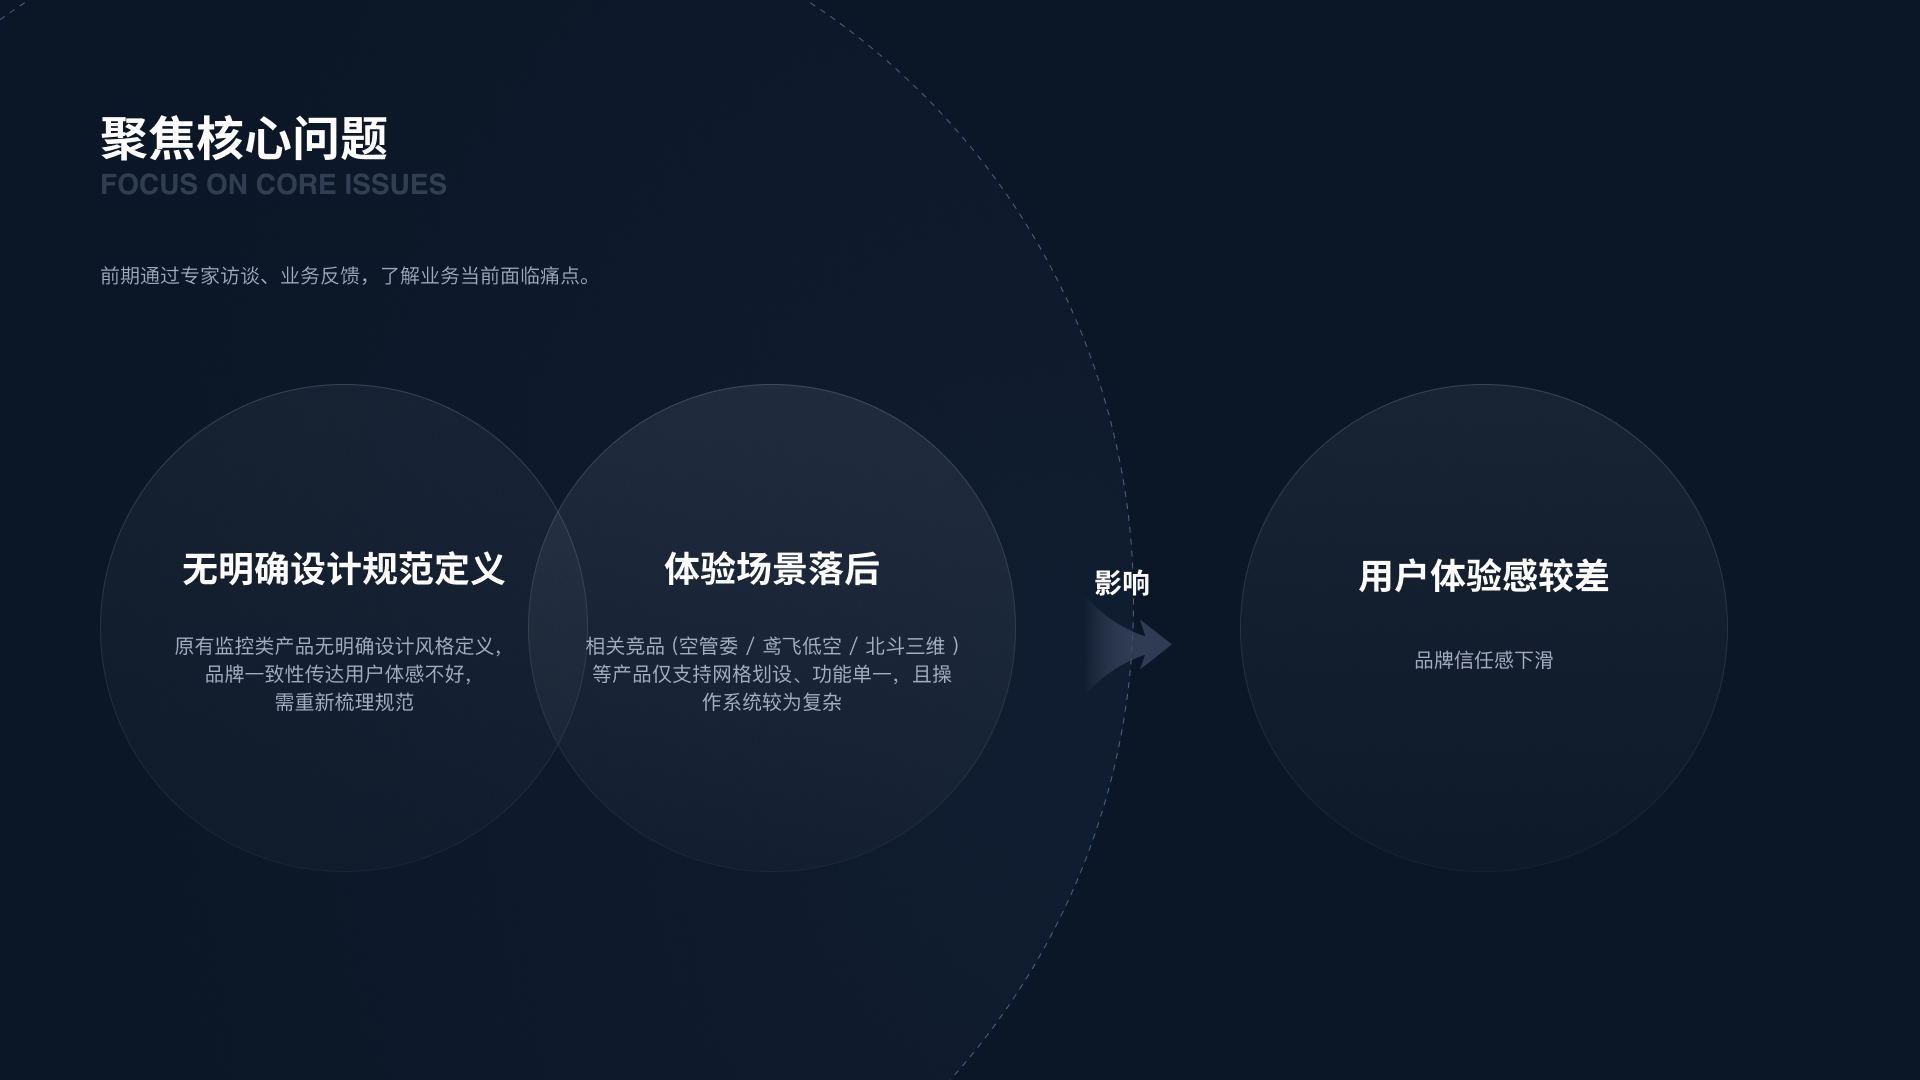 聚焦核心问题
FOCUS ON CORE ISSUES
前期通过专家访谈、业务反馈，了解业务当前面临痛点。
无明确设计规范定义
原有监控类产品无明确设计风格定义，
品牌一致性传达用户体感不好，
需重新梳理规范
体验场景落后
相关竞品（空管委 / 鸢飞低空 / 北斗三维 ）
等产品仅支持网格划设、功能单一，且操
作系统较为复杂
影响
用户体验感较差
品牌信任感下滑